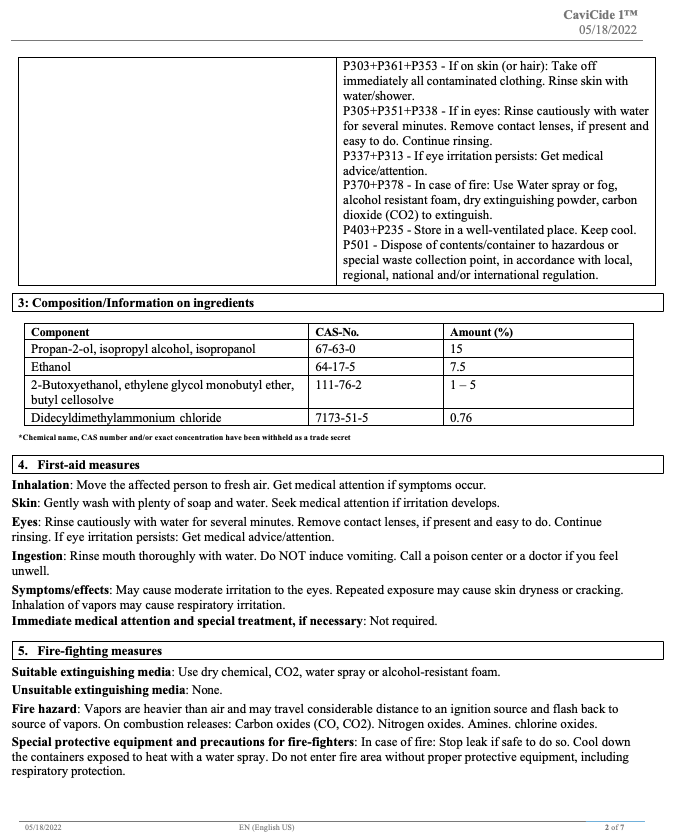 CaviCide 1™
05/18/2022
P303+P361+P353 - If on skin (or hair): Take off
immediately all contaminated clothing. Rinse skin with
water/shower.
P305+P351+P338 - If in eyes: Rinse cautiously with water
for several minutes. Remove contact lenses, if present and
easy to do. Continue rinsing.
P337+P313 - If eye irritation persists: Get medical
advice/attention.
P370+P378 - In case of fire: Use Water spray or fog,
alcohol resistant foam, dry extinguishing powder, carbon
dioxide (CO2) to extinguish.
P403+P235 - Store in a well-ventilated place. Keep cool.
P501 - Dispose of contents/container to hazardous or
special waste collection point, in accordance with local,
regional, national and/or international regulation.
3: Composition/Information on ingredients
Component CAS-No. Amount (%)
Propan-2-ol, isopropyl alcohol, isopropanol 67-63-0 15
Ethanol 64-17-5 7.5
2-Butoxyethanol, ethylene glycol monobutyl ether, 111-76-2 1 – 5
butyl cellosolve
Didecyldimethylammonium chloride 7173-51-5 0.76
*Chemical name, CAS number and/or exact concentration have been withheld as a trade secret
4. First-aid measures
Inhalation: Move the affected person to fresh air. Get medical attention if symptoms occur.
Skin: Gently wash with plenty of soap and water. Seek medical attention if irritation develops.
Eyes: Rinse cautiously with water for several minutes. Remove contact lenses, if present and easy to do. Continue
rinsing. If eye irritation persists: Get medical advice/attention.
Ingestion: Rinse mouth thoroughly with water. Do NOT induce vomiting. Call a poison center or a doctor if you feel
unwell.
Symptoms/effects: May cause moderate irritation to the eyes. Repeated exposure may cause skin dryness or cracking.
Inhalation of vapors may cause respiratory irritation.
Immediate medical attention and special treatment, if necessary: Not required.
5. Fire-fighting measures
Suitable extinguishing media: Use dry chemical, CO2, water spray or alcohol-resistant foam.
Unsuitable extinguishing media: None.
Fire hazard: Vapors are heavier than air and may travel considerable distance to an ignition source and flash back to
source of vapors. On combustion releases: Carbon oxides (CO, CO2). Nitrogen oxides. Amines. chlorine oxides.
Special protective equipment and precautions for fire-fighters: In case of fire: Stop leak if safe to do so. Cool down
the containers exposed to heat with a water spray. Do not enter fire area without proper protective equipment, including
respiratory protection.
05/18/2022 EN (English US) 2 of 7